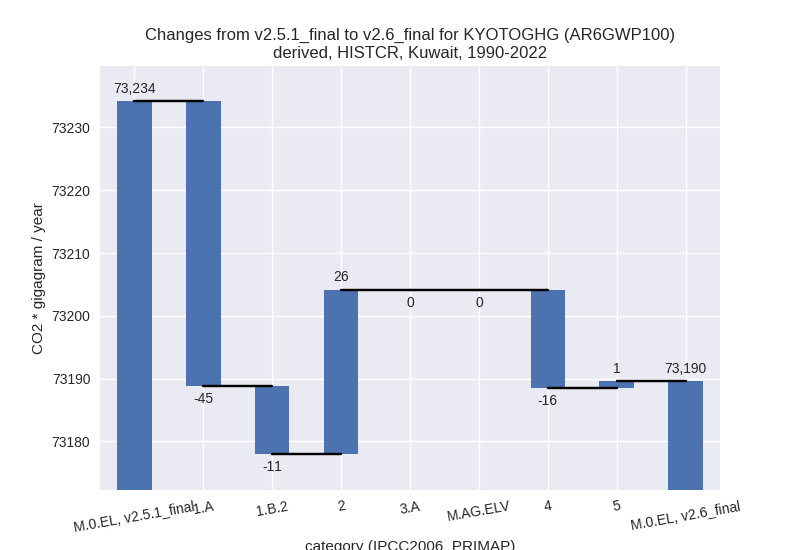 Changes from v2.5.1_final to v2.6_final for KYOTOGHG (AR6GWP100)
derived, HISTCR, Kuwait, 1990-2022
CO2 * gigagram / year
73230
73220
73210
73200
73190
73180
73,234
-45
-11
26
0
0
-16
1
73,190
M.0.EL, v2.5.1_final
1.A
1.B.2
2
3.A
M.AG.ELV
4
5
M.0.EL, v2.6_final
category (IPCC2006_PRIMAP)